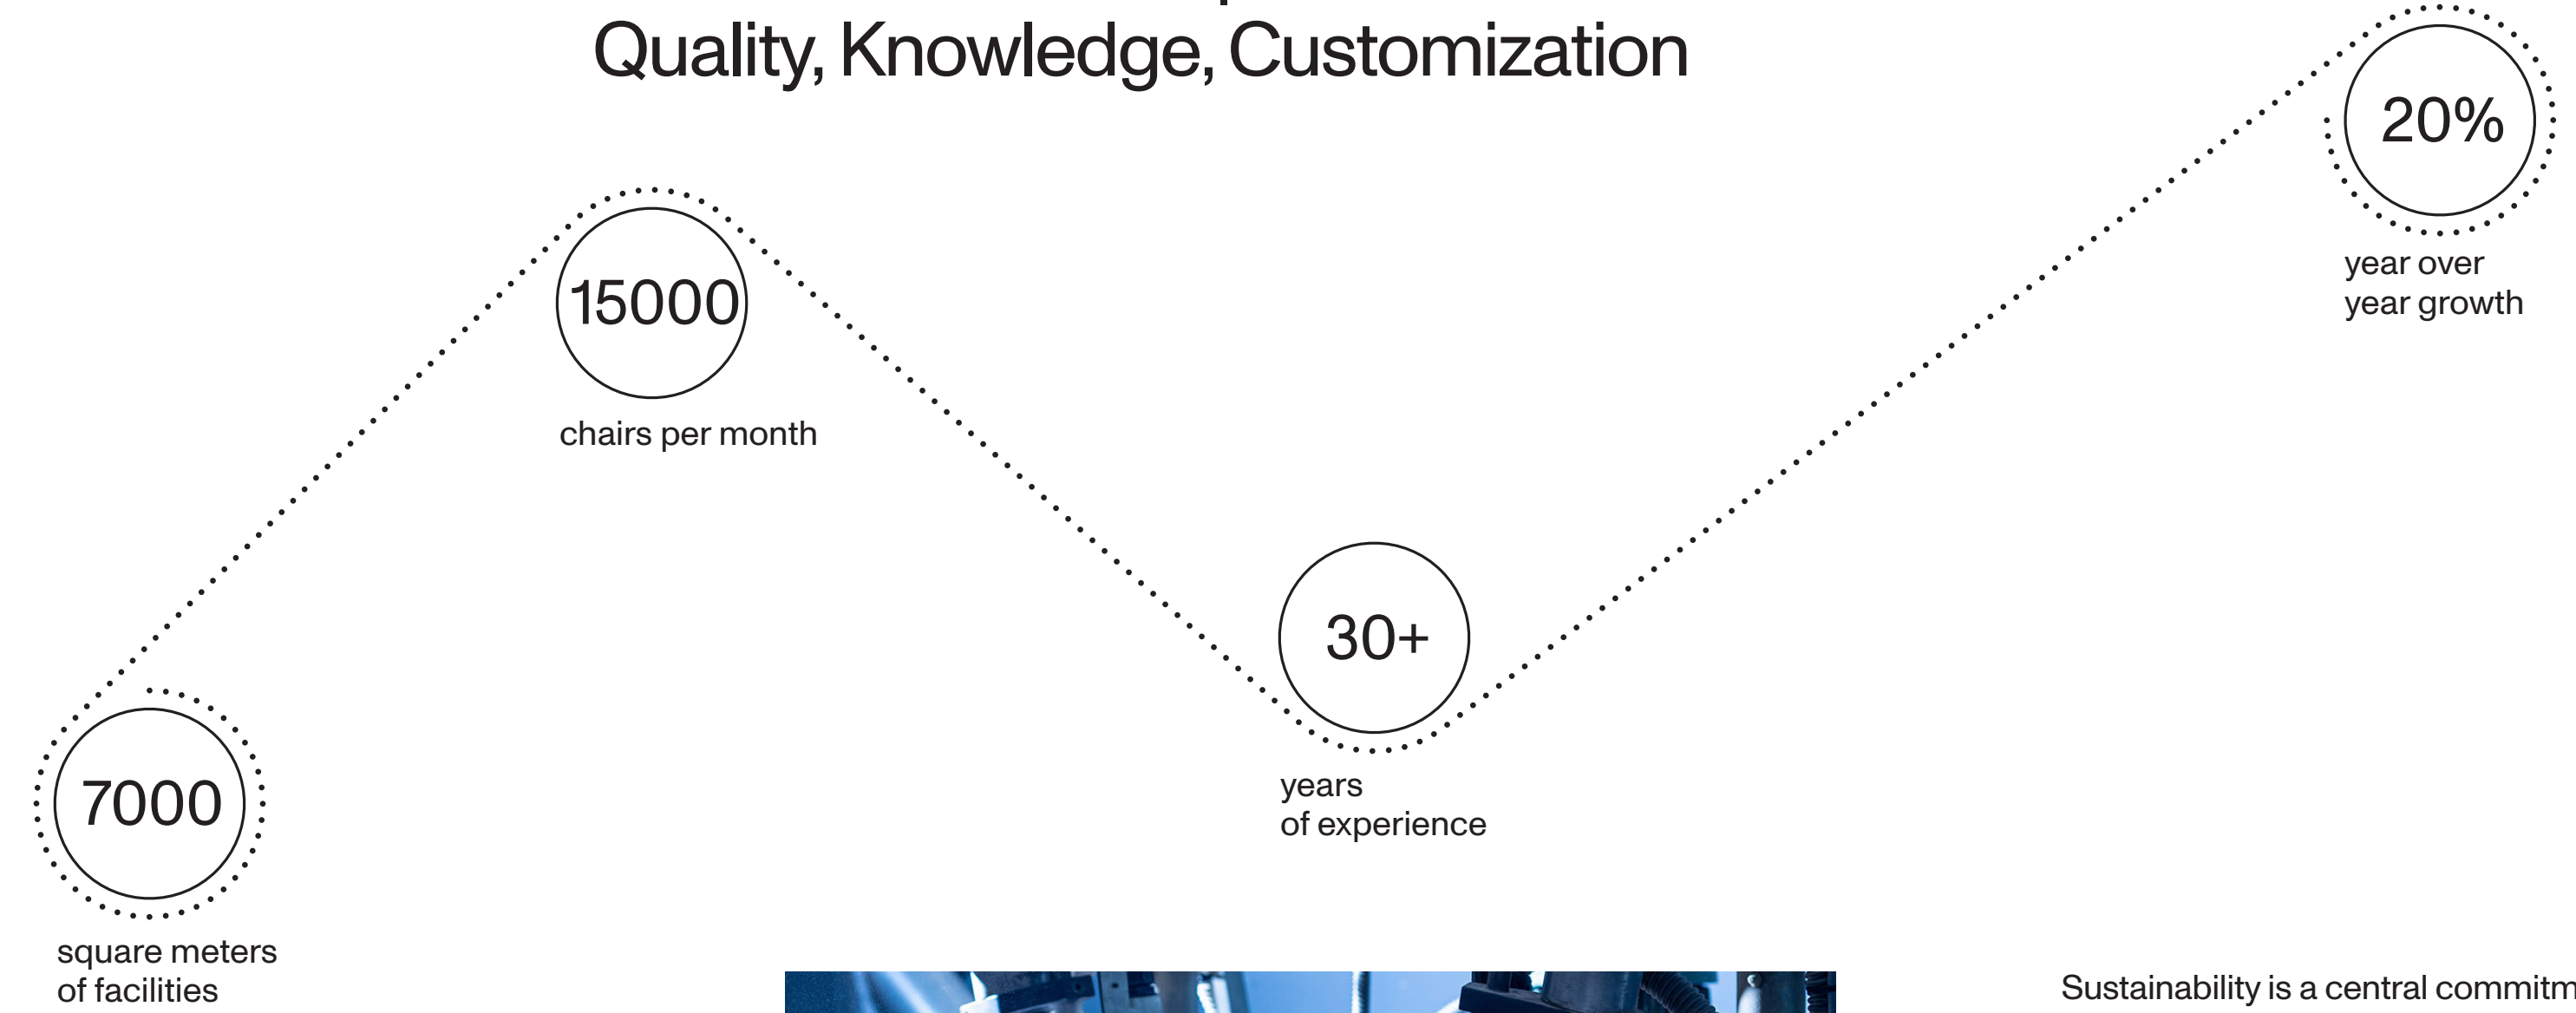 Quality, Knowledge, Customization
20%
year over
year growth
15000
chairs per month
30+
years
of experience
7000
square meters
of facilities
Sustainability is a central